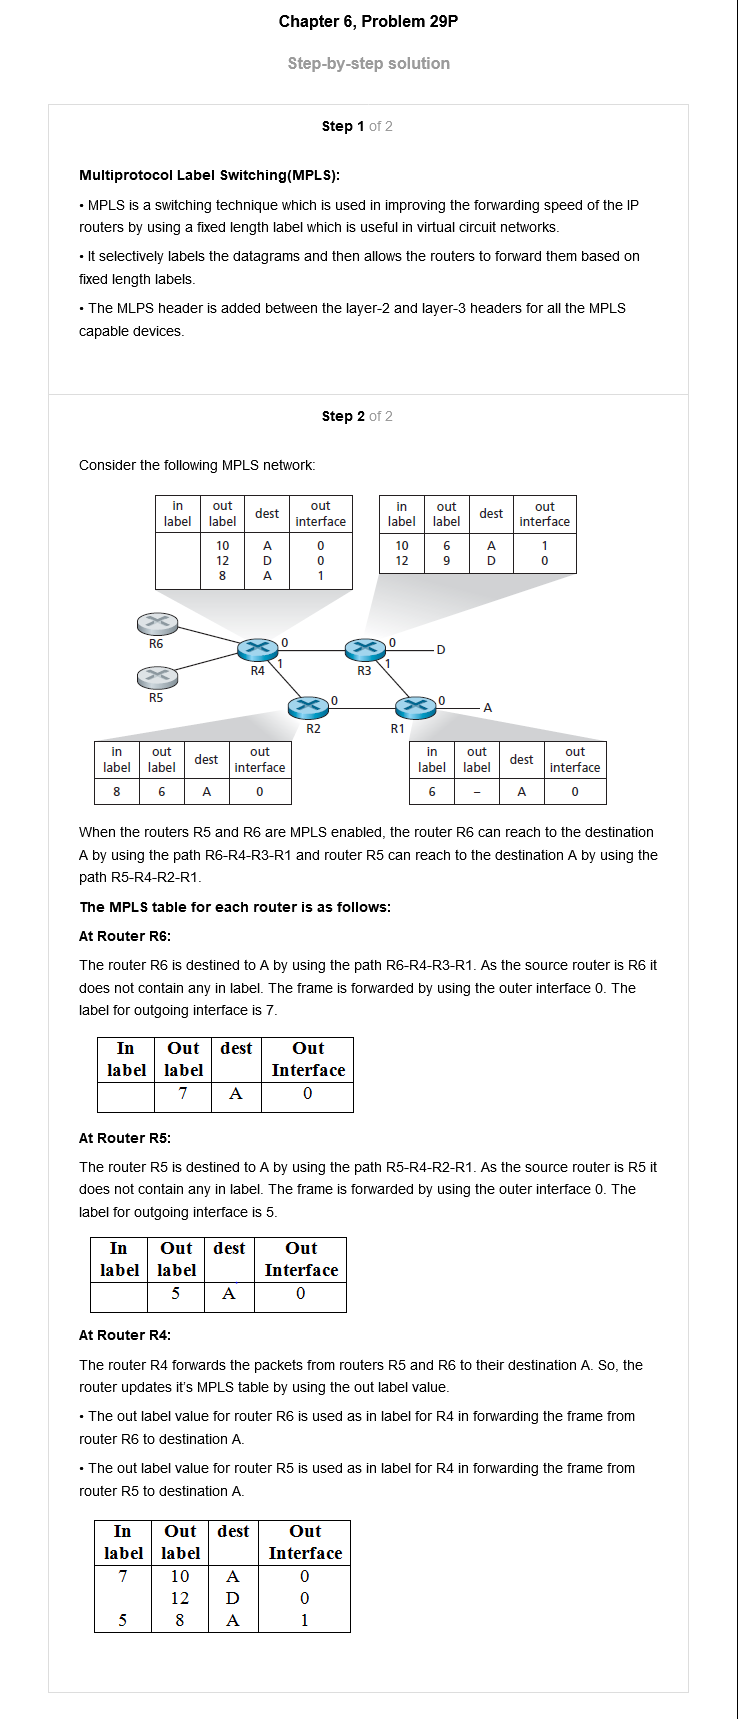 Chapter 6, Problem 29P
Step-by-step solution
Step 1 of 2
Multiprotocol Label Switching(MPLS):
• MPLS is a switching technique which is used in improving the forwarding speed of the IP
routers by using a fixed length label which is useful in virtual circuit networks.
• It selectively labels the datagrams and then allows the routers to forward them based on
fixed length labels.
• The MLPS header is added between the layer-2 and layer-3 headers for all the MPLS
capable devices.
Step 2 of 2
Consider the following MPLS network:
in out dest out
label label interface
10 A 0
12 D 0
8 A 1
in out dest out
label label interface
10 6 A 1
12 9 D 0
R6
R5
R4
0
1
R3
0
1
D
R2
0
R1
0
A
in out dest out
label label interface
8 6 A 0
in out dest out
label label interface
6 – A 0
When the routers R5 and R6 are MPLS enabled, the router R6 can reach to the destination
A by using the path R6-R4-R3-R1 and router R5 can reach to the destination A by using the
path R5-R4-R2-R1.
The MPLS table for each router is as follows:
At Router R6:
The router R6 is destined to A by using the path R6-R4-R3-R1. As the source router is R6 it
does not contain any in label. The frame is forwarded by using the outer interface 0. The
label for outgoing interface is 7.
In Out dest Out
label label Interface
7 A 0
At Router R5:
The router R5 is destined to A by using the path R5-R4-R2-R1. As the source router is R5 it
does not contain any in label. The frame is forwarded by using the outer interface 0. The
label for outgoing interface is 5.
In Out dest Out
label label Interface
5 A 0
At Router R4:
The router R4 forwards the packets from routers R5 and R6 to their destination A. So, the
router updates it's MPLS table by using the out label value.
• The out label value for router R6 is used as in label for R4 in forwarding the frame from
router R6 to destination A.
• The out label value for router R5 is used as in label for R4 in forwarding the frame from
router R5 to destination A.
In Out dest Out
label label Interface
7 10 A 0
12 D 0
5 8 A 1